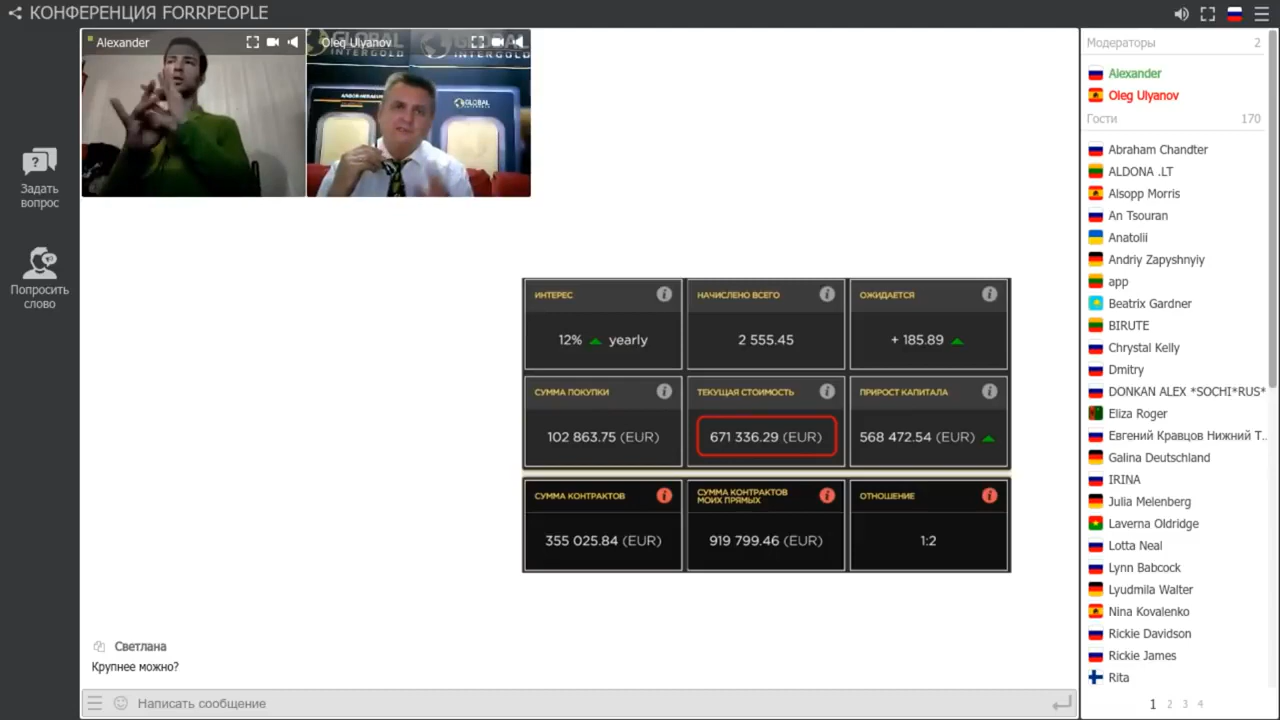 КОНФЕРЕНЦИЯ FORRPEOPLE
Alexander
Oleg Ulyanov
GLOBAL
INTERGOLD
GLOBAL
Задать
вопрос
Попросить
слово
ИНТЕРЕС
НАЧИСЛЕНО ВСЕГО
ОЖИДАЕТСЯ
12% yearly
2 555.45
+ 185.89
СУММА ПОКУПКИ
ТЕКУЩАЯ СТОИМОСТЬ
ПРИРОСТ КАПИТАЛА
102 863.75 (EUR)
671 336.29 (EUR)
568 472.54 (EUR)
СУММА КОНТРАКТОВ
СУММА КОНТРАКТОВ
МОИХ ПРЯМЫХ
ОТНОШЕНИЕ
355 025.84 (EUR)
919 799.46 (EUR)
1:2
Светлана
Крупнее можно?
Написать сообщение
Модераторы 2
Alexander
Oleg Ulyanov
Гости 170
Abraham Chandter
ALDONA .LT
Alsopp Morris
An Tsouran
Anatolii
Andriy Zapyshnyiy
app
Beatrix Gardner
BIRUTE
Chrystal Kelly
Dmitry
DONKAN ALEX *SOCHI*RUS*
Eliza Roger
Евгений Кравцов Нижний Т..
Galina Deutschland
IRINA
Julia Melenberg
Laverna Oldridge
Lotta Neal
Lynn Babcock
Lyudmila Walter
Nina Kovalenko
Rickie Davidson
Rickie James
Rita
1 2 3 4